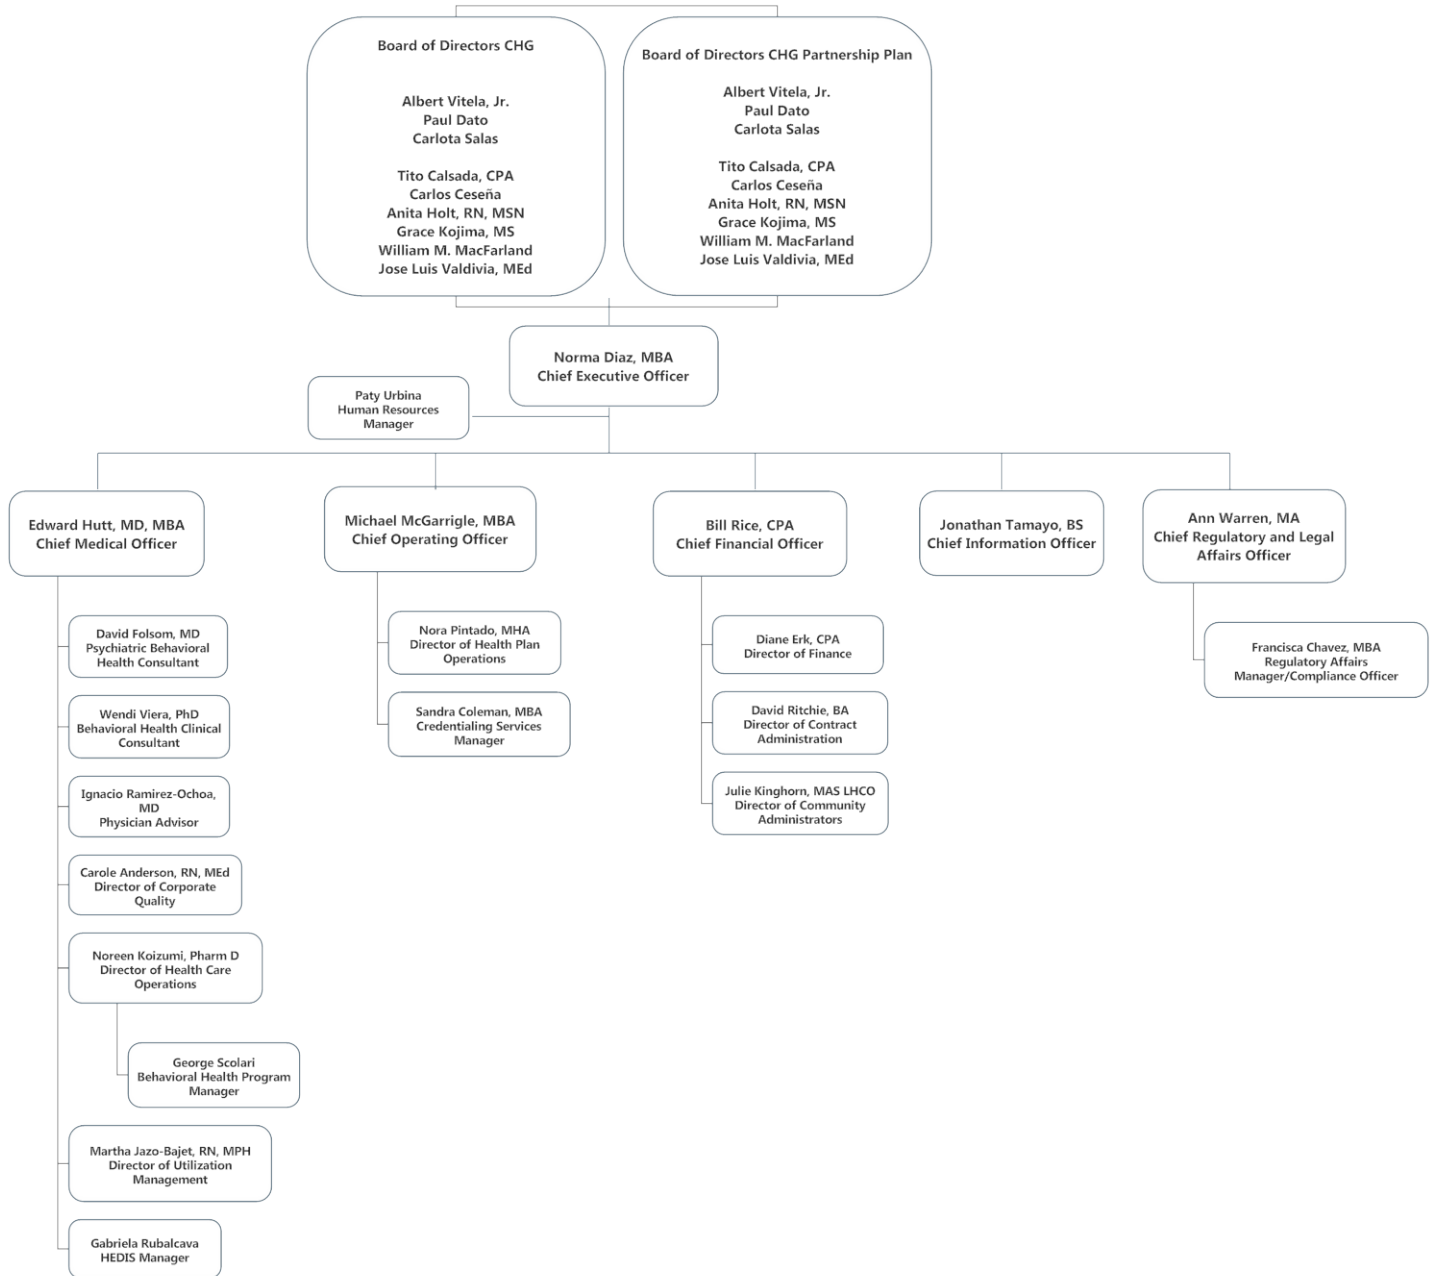 Board of Directors CHG
Albert Vitela, Jr.
Paul Dato
Carlota Salas
Tito Calsada, CPA
Carlos Ceseña
Anita Holt, RN, MSN
Grace Kojima, MS
William M. MacFarland
Jose Luis Valdivia, MEd
Board of Directors CHG Partnership Plan
Albert Vitela, Jr.
Paul Dato
Carlota Salas
Tito Calsada, CPA
Carlos Ceseña
Anita Holt, RN, MSN
Grace Kojima, MS
William M. MacFarland
Jose Luis Valdivia, MEd
Norma Diaz, MBA
Chief Executive Officer
Paty Urbina
Human Resources
Manager
Edward Hutt, MD, MBA
Chief Medical Officer
Michael McGarrigle, MBA
Chief Operating Officer
Bill Rice, CPA
Chief Financial Officer
Jonathan Tamayo, BS
Chief Information Officer
Ann Warren, MA
Chief Regulatory and Legal
Affairs Officer
David Folsom, MD
Psychiatric Behavioral
Health Consultant
Wendi Viera, PhD
Behavioral Health Clinical
Consultant
Ignacio Ramirez-Ochoa,
MD
Physician Advisor
Carole Anderson, RN, MEd
Director of Corporate
Quality
Noreen Koizumi, Pharm D
Director of Health Care
Operations
George Scolari
Behavioral Health Program
Manager
Martha Jazo-Bajet, RN, MPH
Director of Utilization
Management
Gabriela Rubalcava
HEDIS Manager
Nora Pintado, MHA
Director of Health Plan
Operations
Sandra Coleman, MBA
Credentialing Services
Manager
Diane Erk, CPA
Director of Finance
David Ritchie, BA
Director of Contract
Administration
Julie Kinghorn, MAS LHCO
Director of Community
Administrators
Francisca Chavez, MBA
Regulatory Affairs
Manager/Compliance Officer